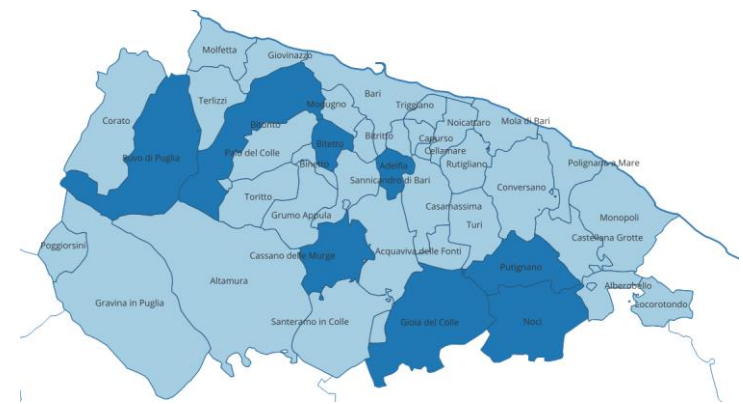 Molfetta
Giovinazzo
Bari
Terlizzi
Corato
Modugno
Triggiano
Noicattaro
Mola di Bari
Bitonto
Bitetto
Bitritto
Capurso
Cellamare
Ruvo di Puglia
Palo del Colle
Binetto
Adelfia
Rutigliano
Polignano a Mare
Sannicandro di Bari
Conversano
Toritto
Grumo Appula
Casamassima
Turi
Monopoli
Castellana Grotte
Poggiorsini
Cassano delle Murge
Acquaviva delle Fonti
Altamura
Putignano
Alberobello
Gravina in Puglia
Locorotondo
Santeramo in Colle
Gioia del Colle
Noci